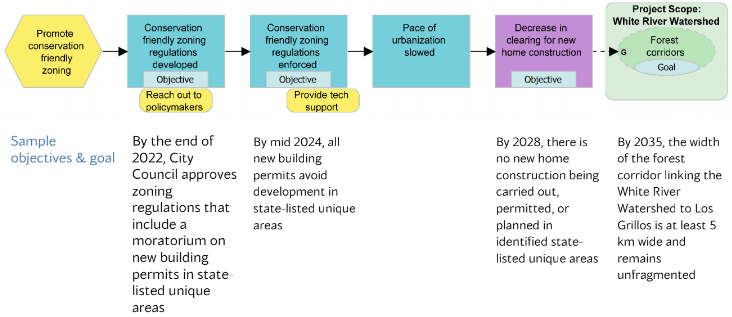 Promote
conservation
friendly
zoning
Conservation
friendly zoning
regulations
developed
Objective
Reach out to
policymakers
Conservation
friendly zoning
regulations
enforced
Objective
Provide tech
support
Pace of
urbanization
slowed
Decrease in
clearing for new
home construction
Objective
Project Scope:
White River Watershed
G
Forest
corridors
Goal
Sample
objectives & goal
By the end of
2022, City
Council approves
zoning
regulations that
include a
moratorium on
new building
permits in state-
listed unique
areas
By mid 2024, all
new building
permits avoid
development in
state-listed unique
areas
By 2028, there is
no new home
construction being
carried out,
permitted, or
planned in
identified state-
listed unique areas
By 2035, the width
of the forest
corridor linking the
White River
Watershed to Los
Grillos is at least 5
km wide and
remains
unfragmented